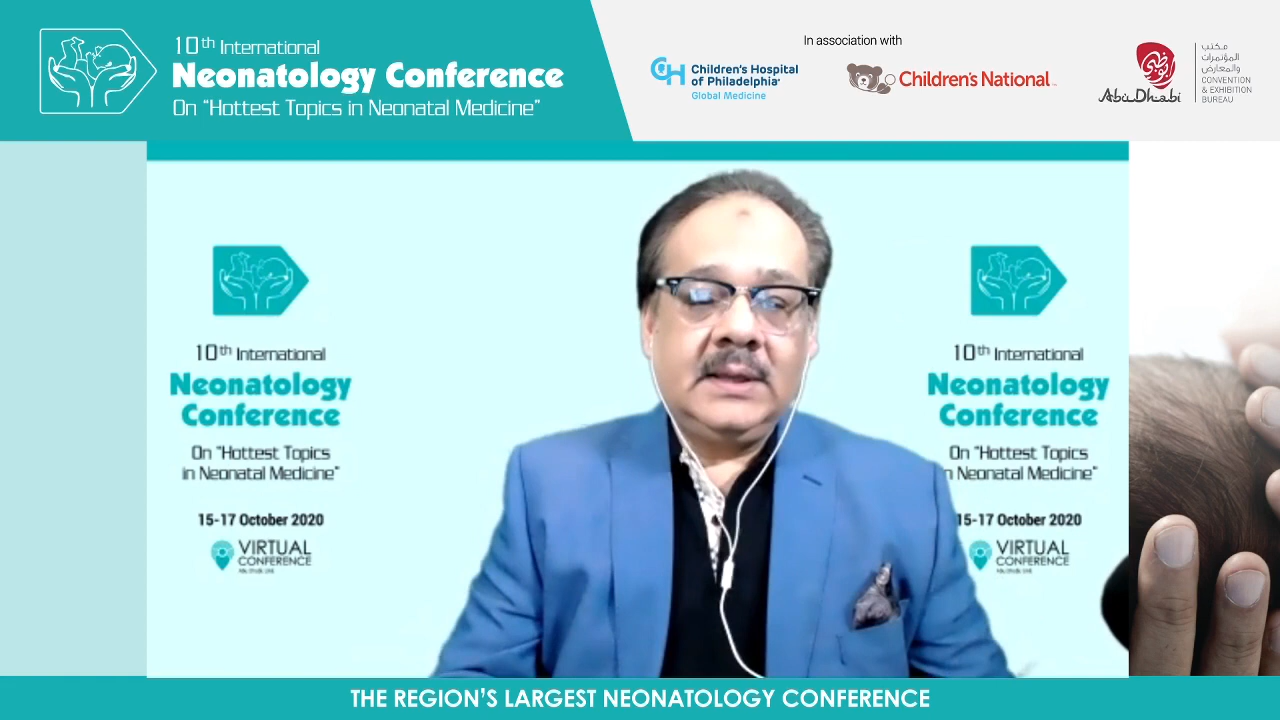 10th International
Neonatology Conference
On "Hottest Topics in Neonatal Medicine"
In association with
CH
Children's Hospital
of Philadelphia
Global Medicine
Children's National
أبوظبي
Abu Dhabi
مكتب
المؤتمرات
والمعارض
CONVENTION
& EXHIBITION
BUREAU
10th International
Neonatology
Conference
On "Hottest Topics
in Neonatal Medicine"
15-17 October 2020
VIRTUAL
CONFERENCE
10th International
Neonatology
Conference
On "Hottest Topics
n Neonatal Medicine"
15-17 October 2020
VIRTUAL
CONFERENCE
THE REGION'S LARGEST NEONATOLOGY CONFERENCE